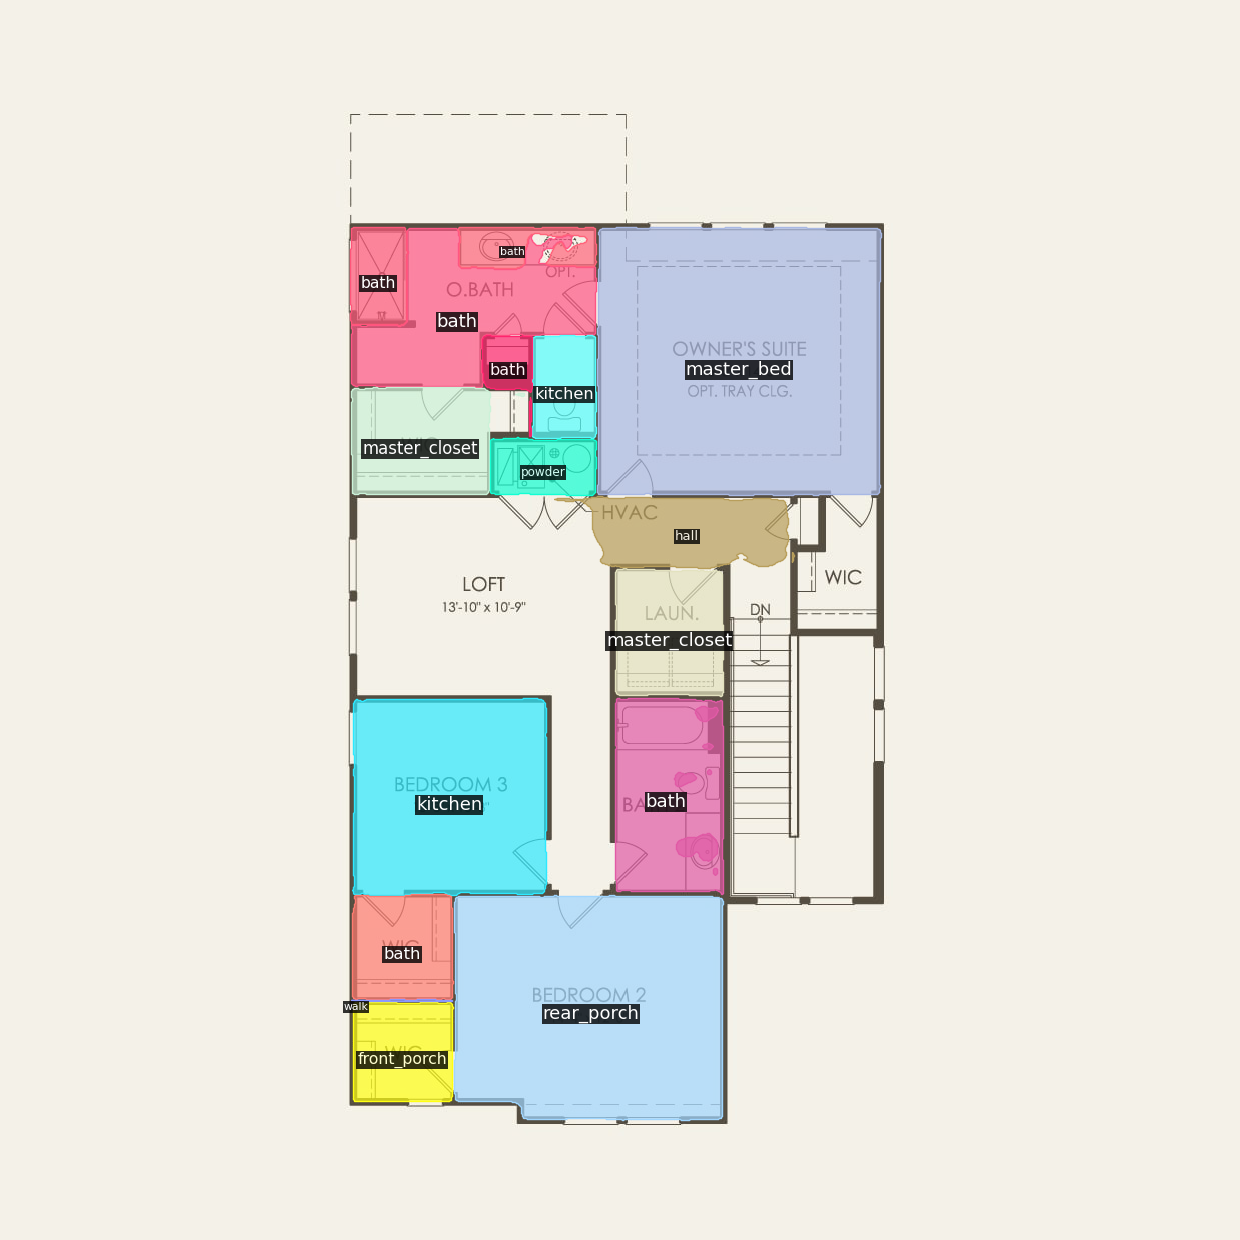 bath
OPT.
bath
O.BATH
bath
bath
kitchen
OWNER'S SUITE
master_bed
OPT. TRAY CLG.
master_closet
powder
HVAC
hall
LOFT
13'-10" x 10'-9"
WIC
LAUN.
DN
master_closet
BEDROOM 3
kitchen
bath
WIC
bath
BEDROOM 2
rear_porch
walk
WIC
front_porch